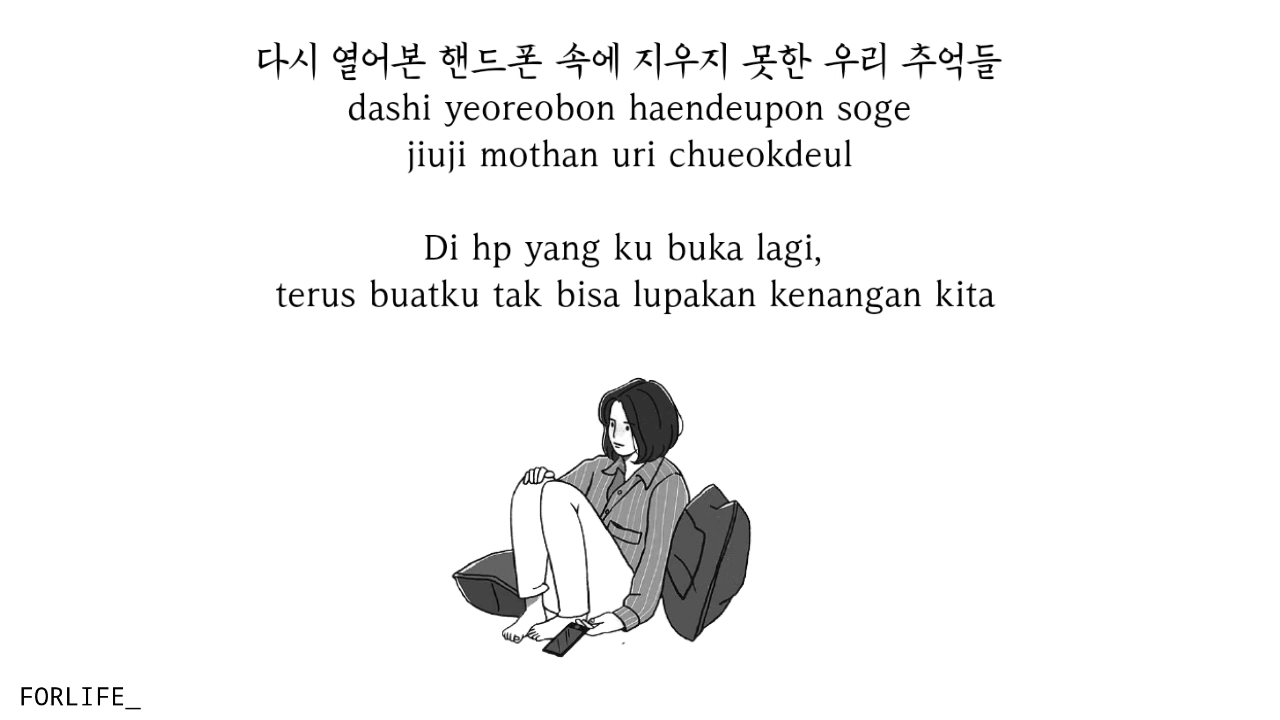 다시 열어본 핸드폰 속에 지우지 못한 우리 추억들
dashi yeoreobon haendeupon soge
jiuji mothan uri chueokdeul
Di hp yang ku buka lagi,
terus buatku tak bisa lupakan kenangan kita
FORLIFE_